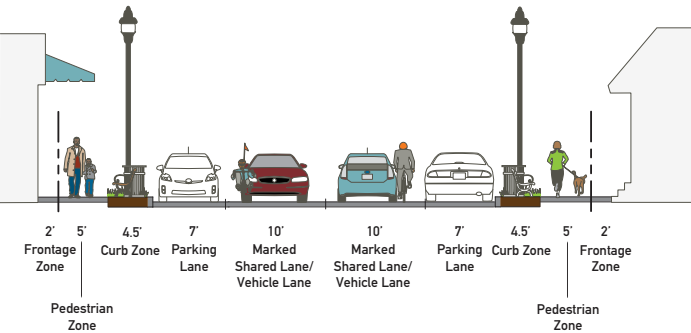 2' 5' 4.5' 7' 10' 10' 7' 4.5' 5' 2'
Frontage Curb Zone Parking Marked Marked Parking Curb Zone Frontage
Zone Lane Shared Lane/ Shared Lane/ Lane Zone
Vehicle Lane Vehicle Lane
Pedestrian Pedestrian
Zone Zone